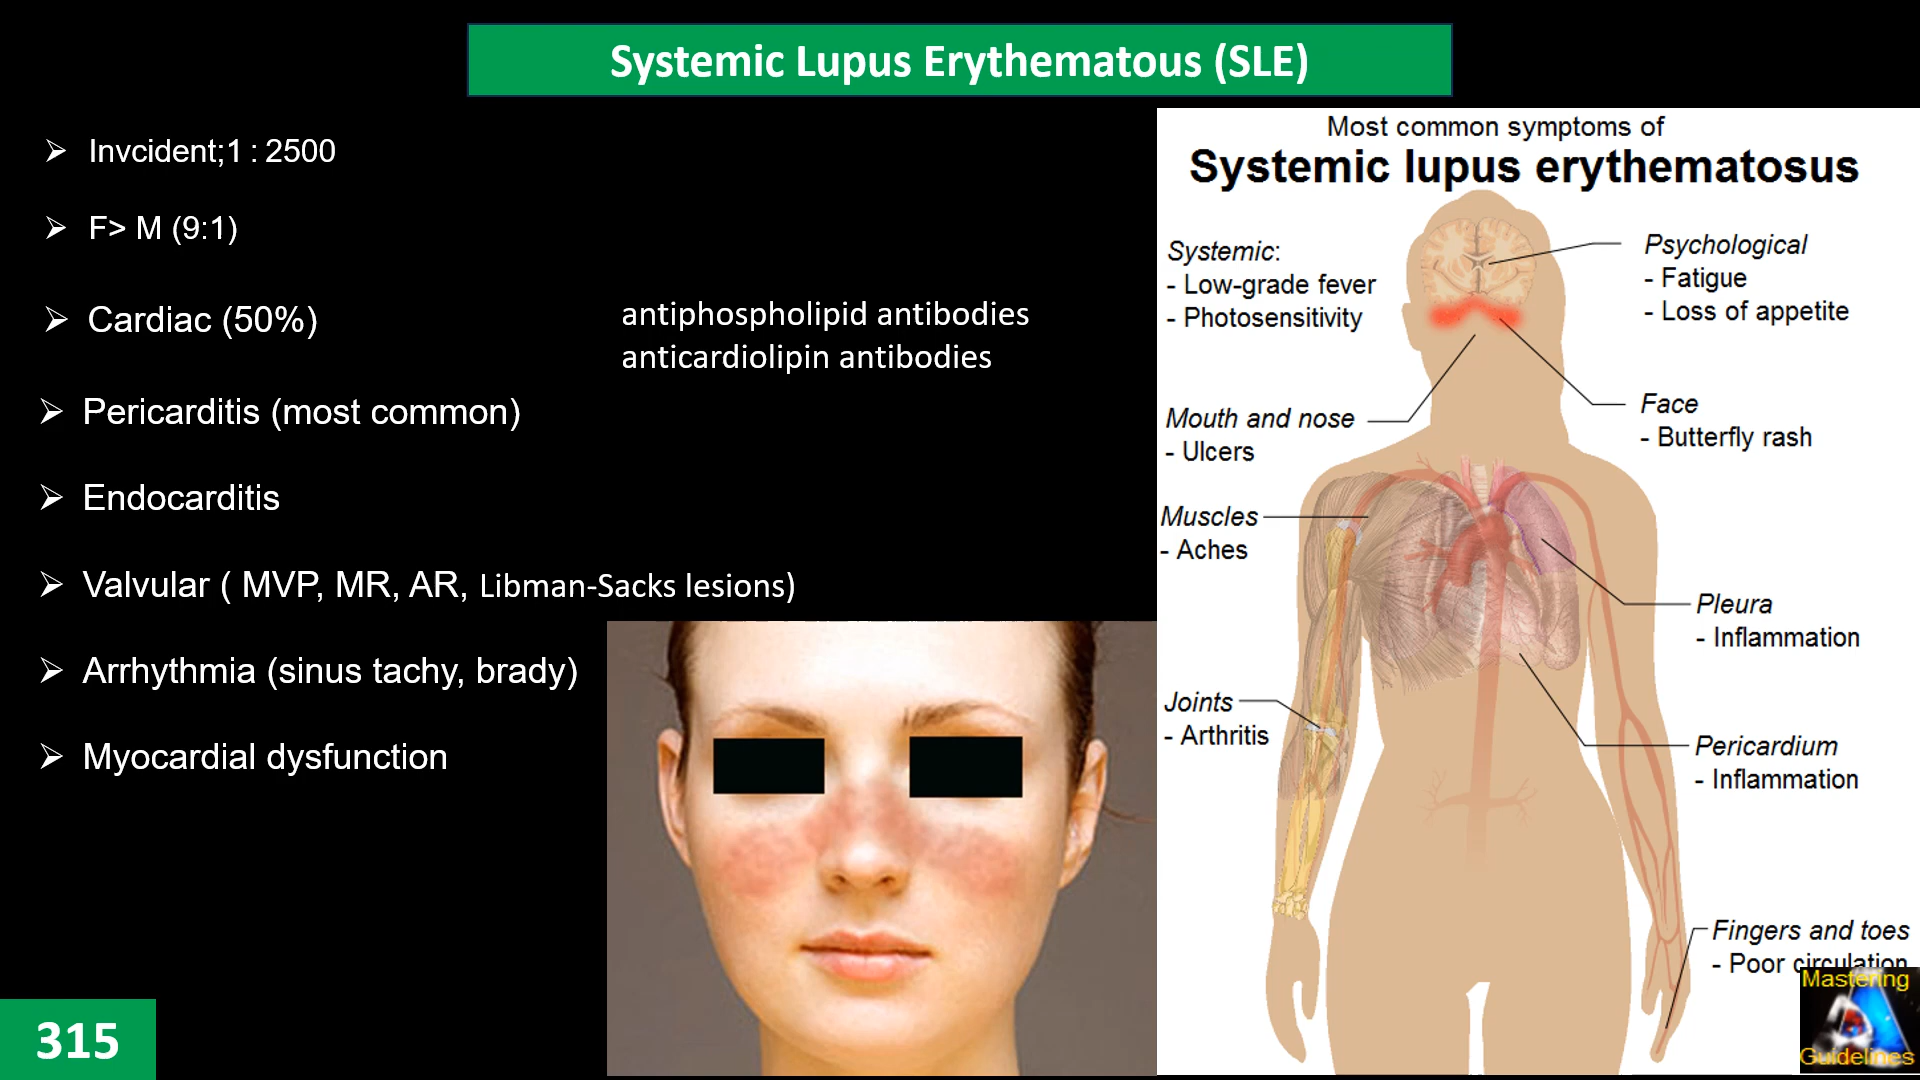 Systemic Lupus Erythematous (SLE)
➢ Invcident;1 : 2500
➢ F> M (9:1)
➢ Cardiac (50%)
antiphospholipid antibodies
anticardiolipin antibodies
➢ Pericarditis (most common)
➢ Endocarditis
➢ Valvular ( MVP, MR, AR, Libman-Sacks lesions)
➢ Arrhythmia (sinus tachy, brady)
➢ Myocardial dysfunction
315
Most common symptoms of
Systemic lupus erythematosus
Systemic:
- Low-grade fever
- Photosensitivity
Psychological
- Fatigue
- Loss of appetite
Mouth and nose
- Ulcers
Face
- Butterfly rash
Muscles
- Aches
Pleura
- Inflammation
Joints
- Arthritis
Pericardium
- Inflammation
Fingers and toes
- Poor circulation
Mastering
Guidelines